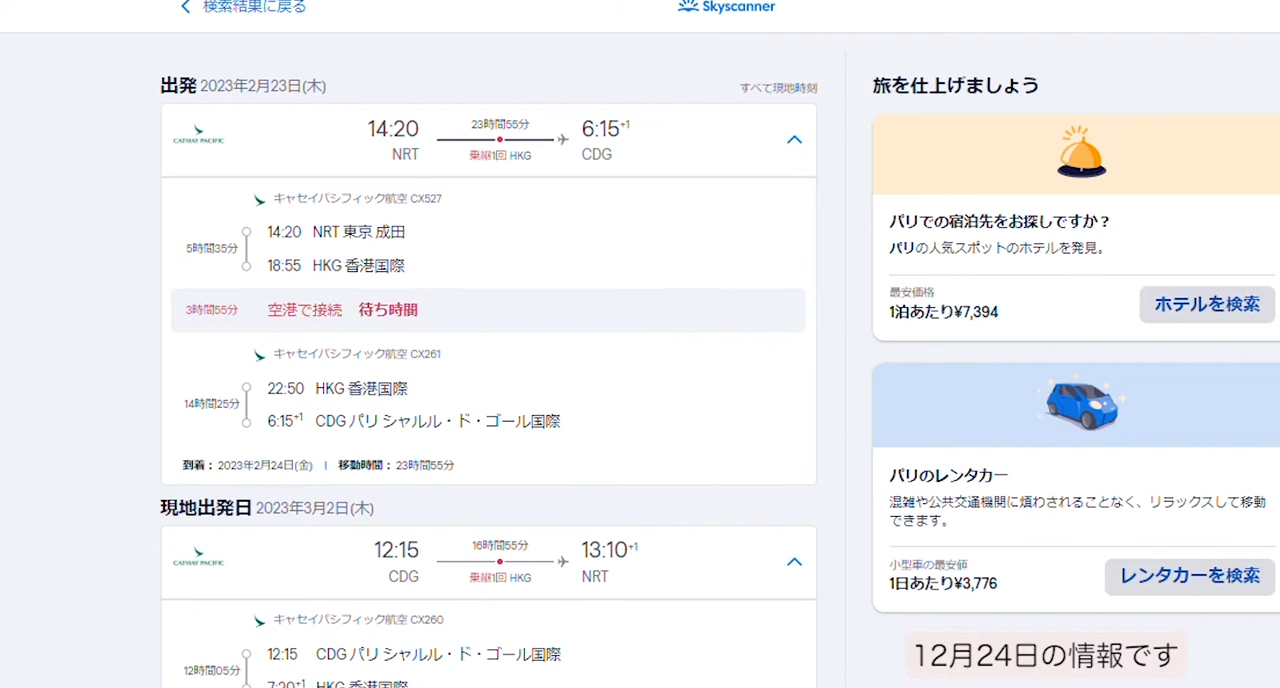 検索結果に戻る
Skyscanner
出発 2023年2月23日(木)
すべて現地時刻
CATHAY PACIFIC
14:20
23時間55分
6:15+1
NRT
乗継1回 HKG
CDG
キャセイパシフィック航空 CX527
5時間35分
14:20 NRT 東京 成田
18:55 HKG 香港国際
3時間55分 空港で接続 待ち時間
キャセイパシフィック航空 CX261
14時間25分
22:50 HKG 香港国際
6:15+1 CDG パリ シャルル・ド・ゴール国際
到着: 2023年2月24日(金) | 移動時間: 23時間55分
現地出発日 2023年3月2日(木)
CATHAY PACIFIC
12:15
16時間55分
13:10+1
CDG
乗継1回 HKG
NRT
キャセイパシフィック航空 CX260
12時間05分
12:15 CDG パリ シャルル・ド・ゴール国際
7:20+1 HKG 香港国際
旅を仕上げましょう
パリでの宿泊先をお探しですか？
パリの人気スポットのホテルを発見。
最安価格
1泊あたり¥7,394
ホテルを検索
パリのレンタカー
混雑や公共交通機関に煩わされることなく、リラックスして移動
できます。
小型車の最安値
1日あたり¥3,776
レンタカーを検索
12月24日の情報です